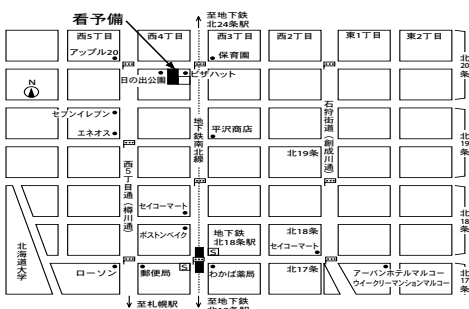 看予備
至地下鉄
北24条駅
西5丁目
西4丁目
西3丁目
西2丁目
東1丁目
東2丁目
アップル20
保育園
北20条
N
日の出公園
ピザハット
セブンイレブン
エネオス
地下鉄南北線
平沢商店
石狩街道(創成川通)
北19条
北19条
西5丁目通(樽川通)
セイコーマート
ボストンベイク
地下鉄
北18条駅
北18条
セイコーマート
北18条
北海道大学
S
S
ローソン
郵便局
わかば薬局
北17条
アーバンホテルマルコー
ウイークリーマンションマルコー
北17条
至札幌駅
至地下鉄